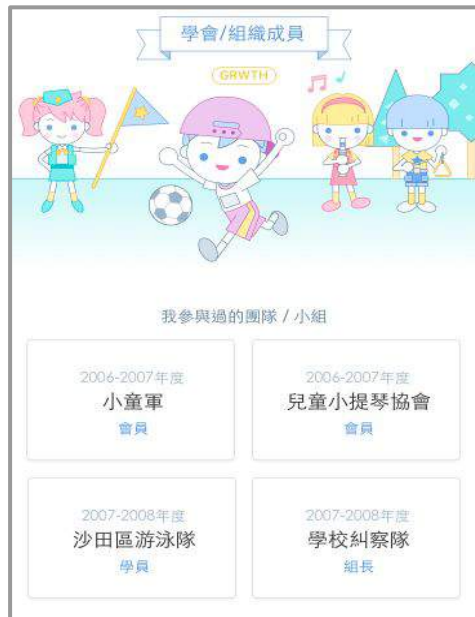 學會/組織成員
GRWTH
我參與過的團隊 / 小組
2006-2007年度
小童軍
會員
2006-2007年度
兒童小提琴協會
會員
2007-2008年度
沙田區游泳隊
學員
2007-2008年度
學校糾察隊
組長